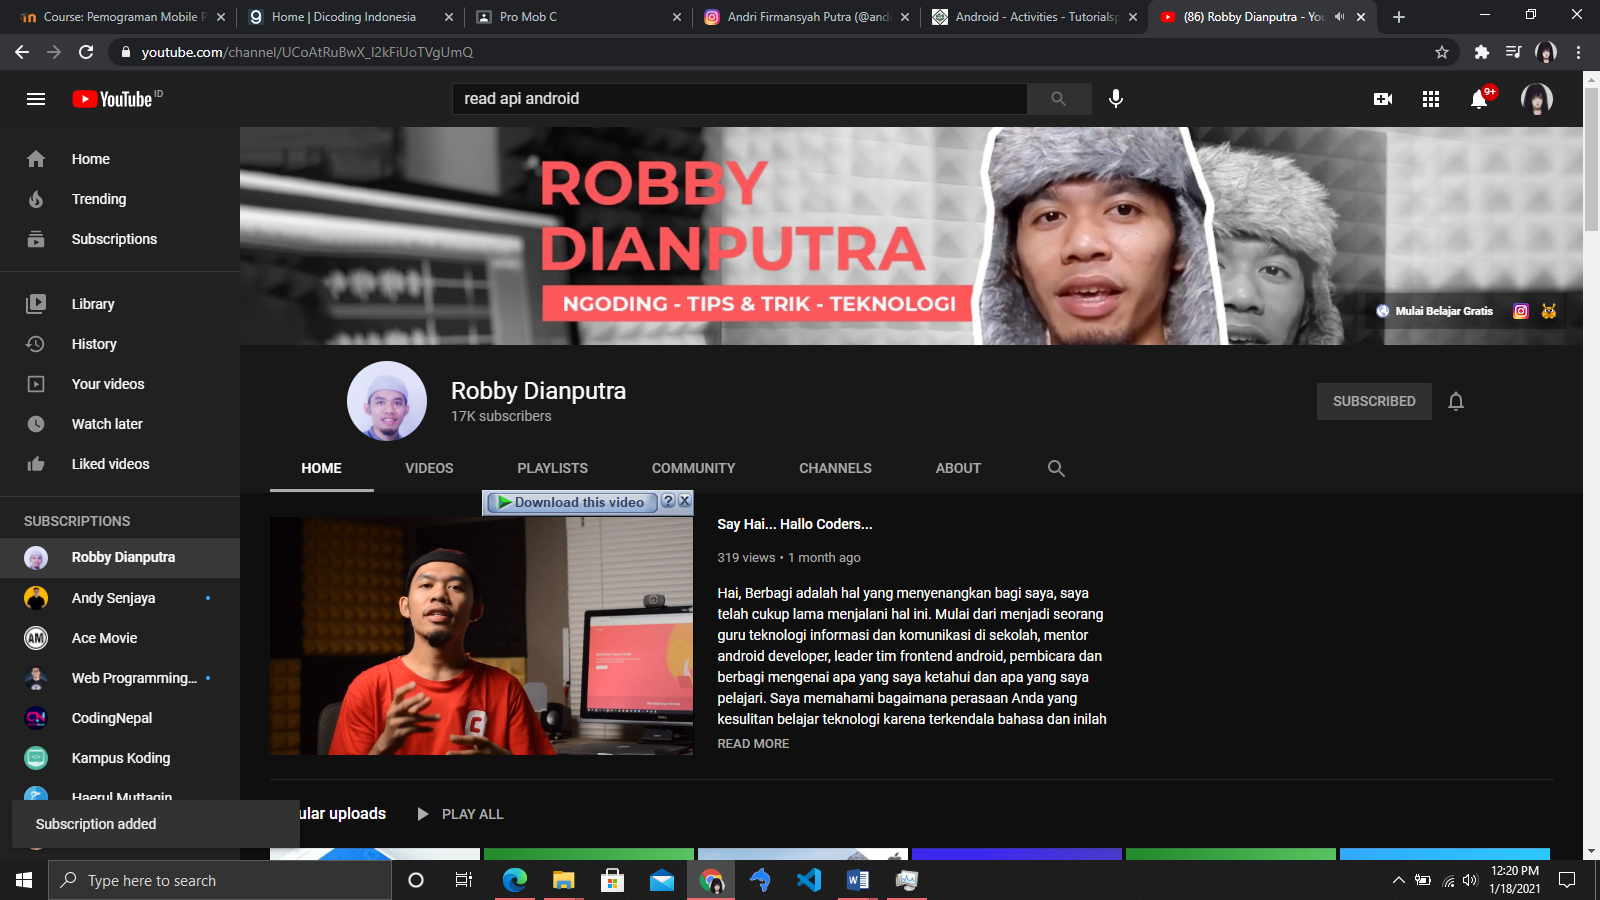 Course: Pemograman Mobile P
Home | Dicoding Indonesia
Pro Mob C
Andri Firmansyah Putra (@and
Android - Activities - Tutorialsp
(86) Robby Dianputra - You
youtube.com/channel/UCoAtRuBwX_I2kFiUoTVgUmQ
YouTube ID
read api android
9+
Home
Trending
Subscriptions
Library
History
Your videos
Watch later
Liked videos
SUBSCRIPTIONS
Robby Dianputra
Andy Senjaya
Ace Movie
Web Programming...
CodingNepal
Kampus Koding
Haerul Muttaqin
Subscription added
ROBBY
DIANPUTRA
NGODING - TIPS & TRIK - TEKNOLOGI
Mulai Belajar Gratis
Robby Dianputra
17K subscribers
SUBSCRIBED
HOME
VIDEOS
PLAYLISTS
COMMUNITY
CHANNELS
ABOUT
Download this video
? X
Say Hai... Hallo Coders...
319 views • 1 month ago
Hai, Berbagi adalah hal yang menyenangkan bagi saya, saya
telah cukup lama menjalani hal ini. Mulai dari menjadi seorang
guru teknologi informasi dan komunikasi di sekolah, mentor
android developer, leader tim frontend android, pembicara dan
berbagi mengenai apa yang saya ketahui dan apa yang saya
pelajari. Saya memahami bagaimana perasaan Anda yang
kesulitan belajar teknologi karena terkendala bahasa dan inilah
READ MORE
ular uploads
PLAY ALL
Type here to search
12:20 PM
1/18/2021